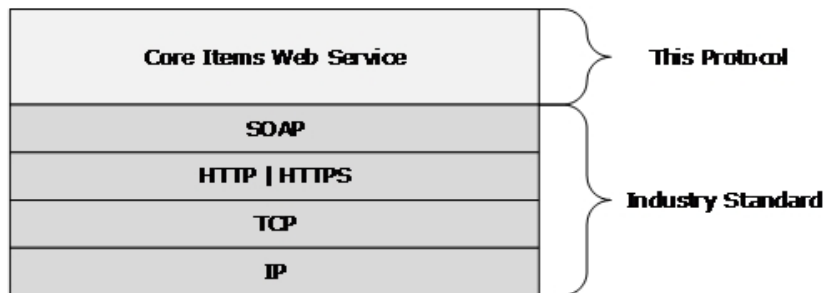 Core Items Web Service
This Protocol
SOAP
HTTP | HTTPS
Industry Standard
TCP
IP